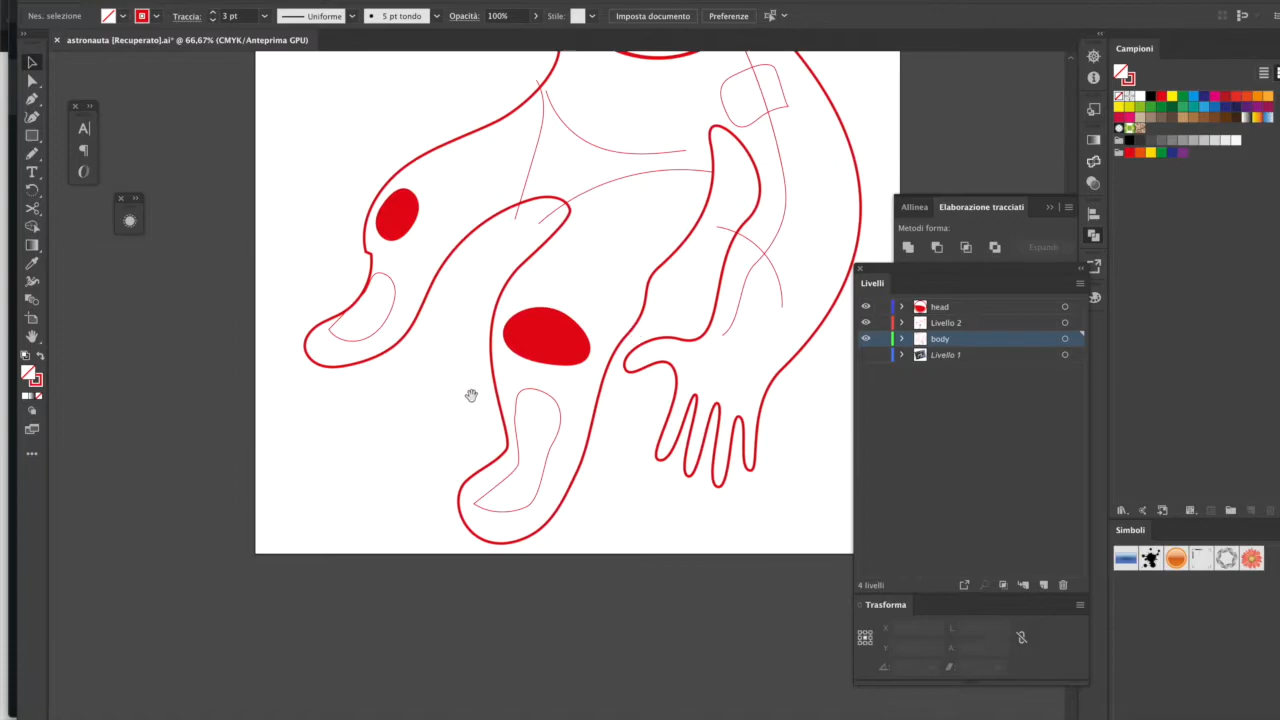 Nes. selezione Traccia: 3 pt Uniforme 5 pt tondo Opacità: 100% Stile: Imposta documento Preferenze
astronauta [Recuperato].ai* @ 66,67% (CMYK/Anteprima GPU)
Campioni
Allinea Elaborazione tracciati
Metodi forma:
Espandi
Livelli
head
Livello 2
body
Livello 1
4 livelli
Simboli
Trasforma
X: L:
Y: A: